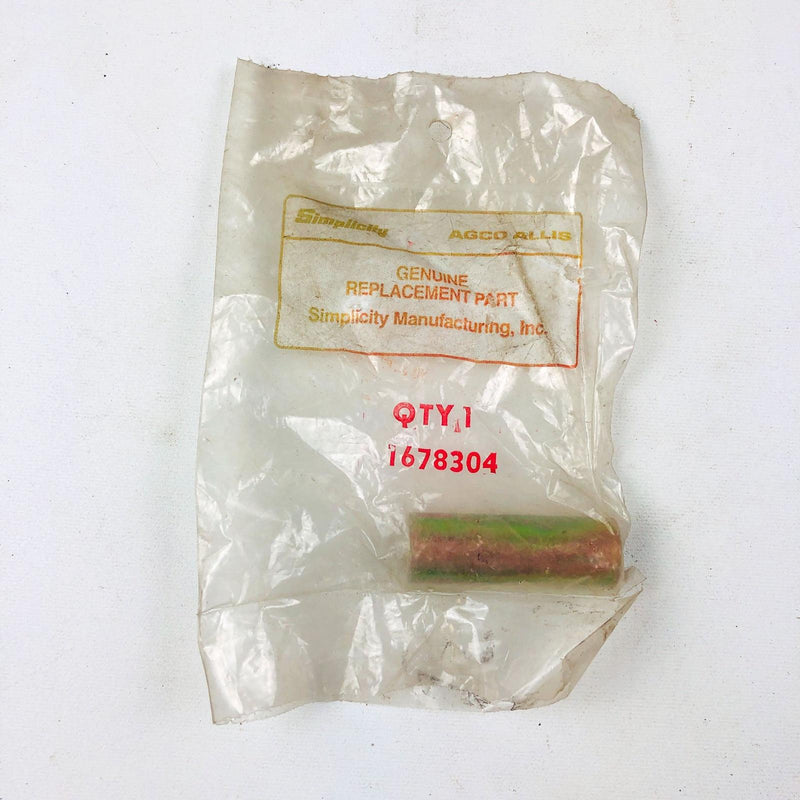 Simplicity AGCO ALLIS
GENUINE
REPLACEMENT PART
Simplicity Manufacturing, Inc.
QTY. 1
1678304